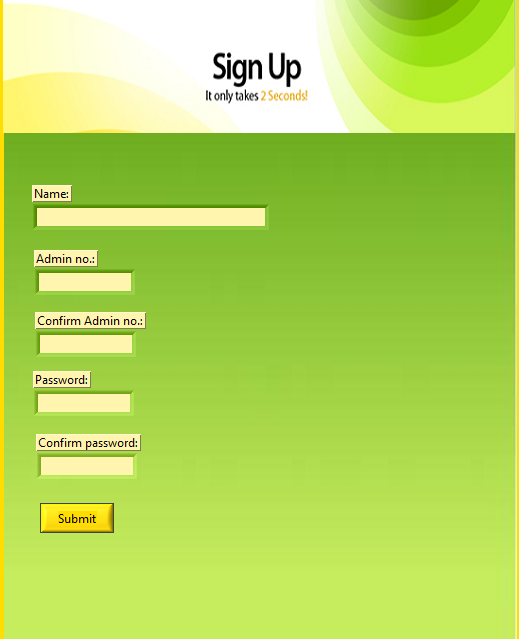 Sign Up
It only takes 2 Seconds!
Name:
Admin no.:
Confirm Admin no.:
Password:
Confirm password:
Submit